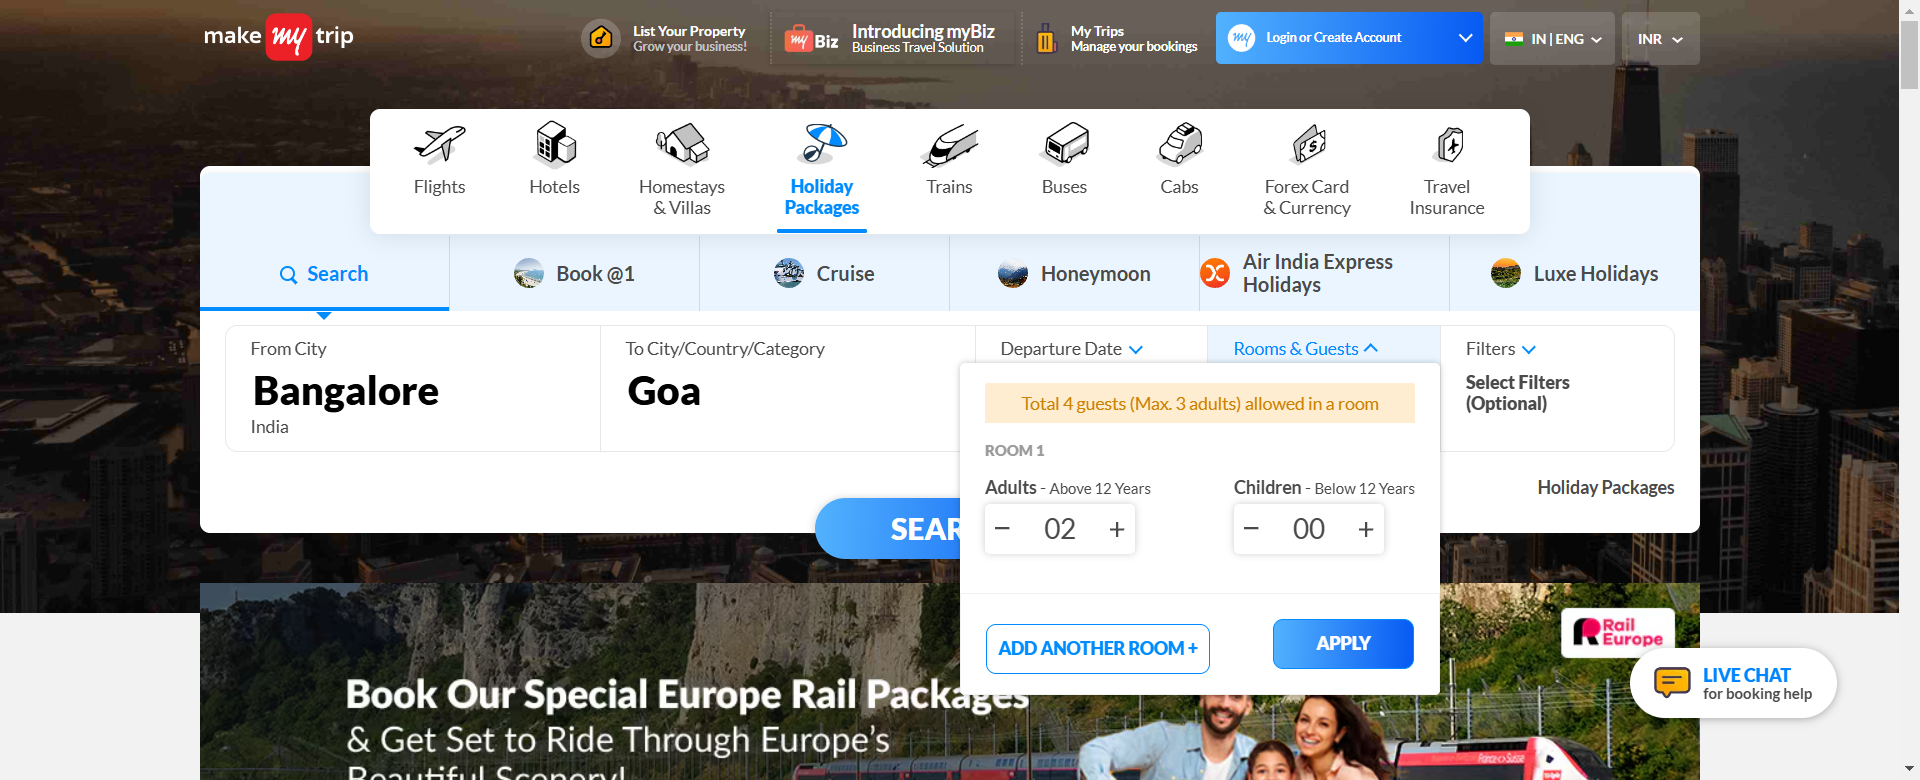 make my trip
List Your Property
Grow your business!
my Biz
Introducing myBiz
Business Travel Solution
My Trips
Manage your bookings
my
Login or Create Account
IN | ENG
INR
Flights
Hotels
Homestays
& Villas
Holiday
Packages
Trains
Buses
Cabs
Forex Card
& Currency
Travel
Insurance
Search
Book @1
Cruise
Honeymoon
Air India Express
Holidays
Luxe Holidays
From City
Bangalore
India
To City/Country/Category
Goa
Departure Date
Rooms & Guests
Filters
Select Filters
(Optional)
Total 4 guests (Max. 3 adults) allowed in a room
ROOM 1
Adults - Above 12 Years
Children - Below 12 Years
− 02 +
− 00 +
ADD ANOTHER ROOM +
APPLY
Holiday Packages
SEAR
Rail
Europe
LIVE CHAT
for booking help
Book Our Special Europe Rail Packages
& Get Set to Ride Through Europe's
Beautiful Scenery!